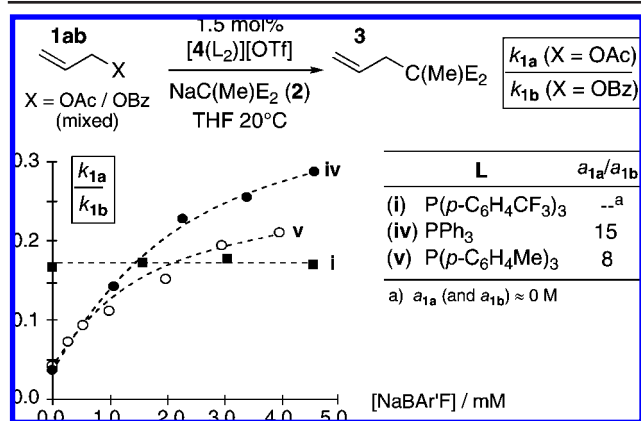 1ab
X
X = OAc / OBz
(mixed)
1.5 mol%
[4(L₂)][OTf]
NaC(Me)E₂ (2)
THF 20°C
3
C(Me)E₂
k₁ₐ (X = OAc)
k₁b (X = OBz)
0.3
0.2
0.1
0.0
k₁ₐ
k₁b
iv
v
i
0.0 1.0 2.0 3.0 4.0 5.0
[NaBAr'F] / mM
L a₁ₐ/a₁b
(i) P(p-C₆H₄CF₃)₃ --ᵃ
(iv) PPh₃ 15
(v) P(p-C₆H₄Me)₃ 8
a) a₁ₐ (and a₁b) ≈ 0 M